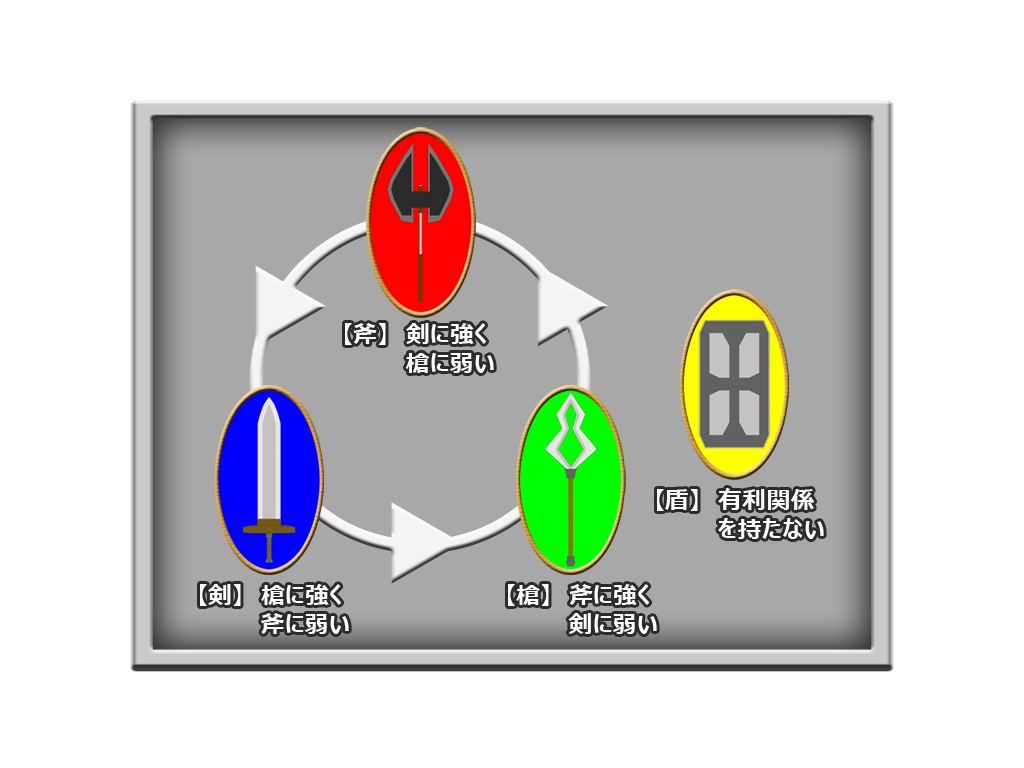 【斧】 剣に強く
槍に弱い
【盾】 有利関係
を持たない
【剣】 槍に強く
斧に弱い
【槍】 斧に強く
剣に弱い